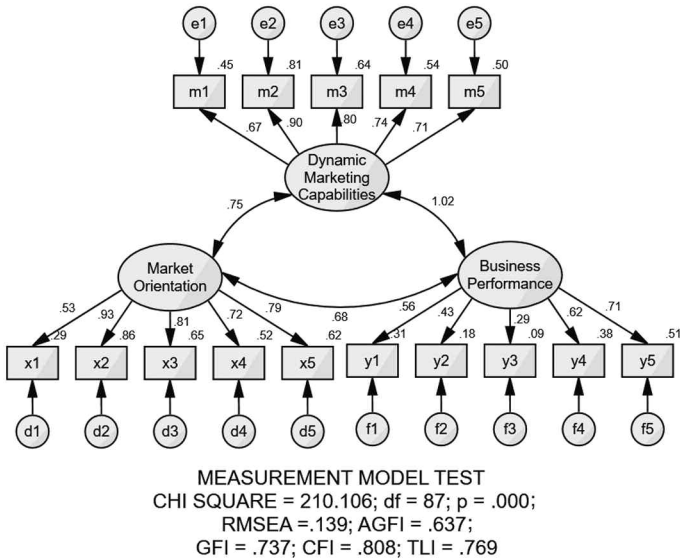 e1 e2 e3 e4 e5
.45 .81 .64 .54 .50
m1 m2 m3 m4 m5
.67 .90 .80 .74 .71
Dynamic
Marketing
Capabilities
.75 1.02
Market
Orientation
Business
Performance
.68
.53 .93 .81 .72 .79 .56 .43 .29 .62 .71
.29 .86 .65 .52 .62 .31 .18 .09 .38 .51
x1 x2 x3 x4 x5 y1 y2 y3 y4 y5
d1 d2 d3 d4 d5 f1 f2 f3 f4 f5
MEASUREMENT MODEL TEST
CHI SQUARE = 210.106; df = 87; p = .000;
RMSEA =.139; AGFI = .637;
GFI = .737; CFI = .808; TLI = .769